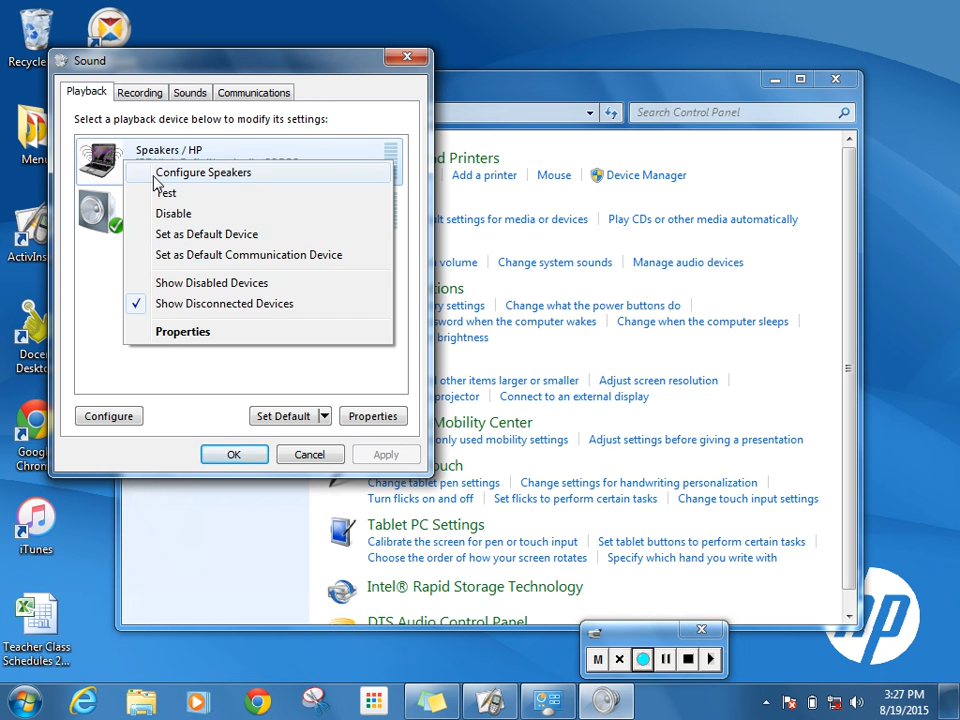 Recycle
Sound
Playback
Recording
Sounds
Communications
Select a playback device below to modify its settings:
Speakers / HP
Configure Speakers
Test
Disable
Set as Default Device
Set as Default Communication Device
Show Disabled Devices
Show Disconnected Devices
Properties
Configure
Set Default
Properties
OK
Cancel
Apply
Search Control Panel
d Printers
Add a printer
Mouse
Device Manager
ult settings for media or devices
Play CDs or other media automatically
volume
Change system sounds
Manage audio devices
ions
ry settings
Change what the power buttons do
sword when the computer wakes
Change when the computer sleeps
brightness
other items larger or smaller
Adjust screen resolution
projector
Connect to an external display
Mobility Center
only used mobility settings
Adjust settings before giving a presentation
ouch
Change tablet pen settings
Change settings for handwriting personalization
Turn flicks on and off
Set flicks to perform certain tasks
Change touch input settings
Tablet PC Settings
Calibrate the screen for pen or touch input
Set tablet buttons to perform certain tasks
Choose the order of how your screen rotates
Specify which hand you write with
Intel® Rapid Storage Technology
DTS Audio Control Panel
Menu
ActivIns
Doce
Deskto
Goog
Chron
iTunes
Teacher Class
Schedules 2...
hp
M
3:27 PM
8/19/2015